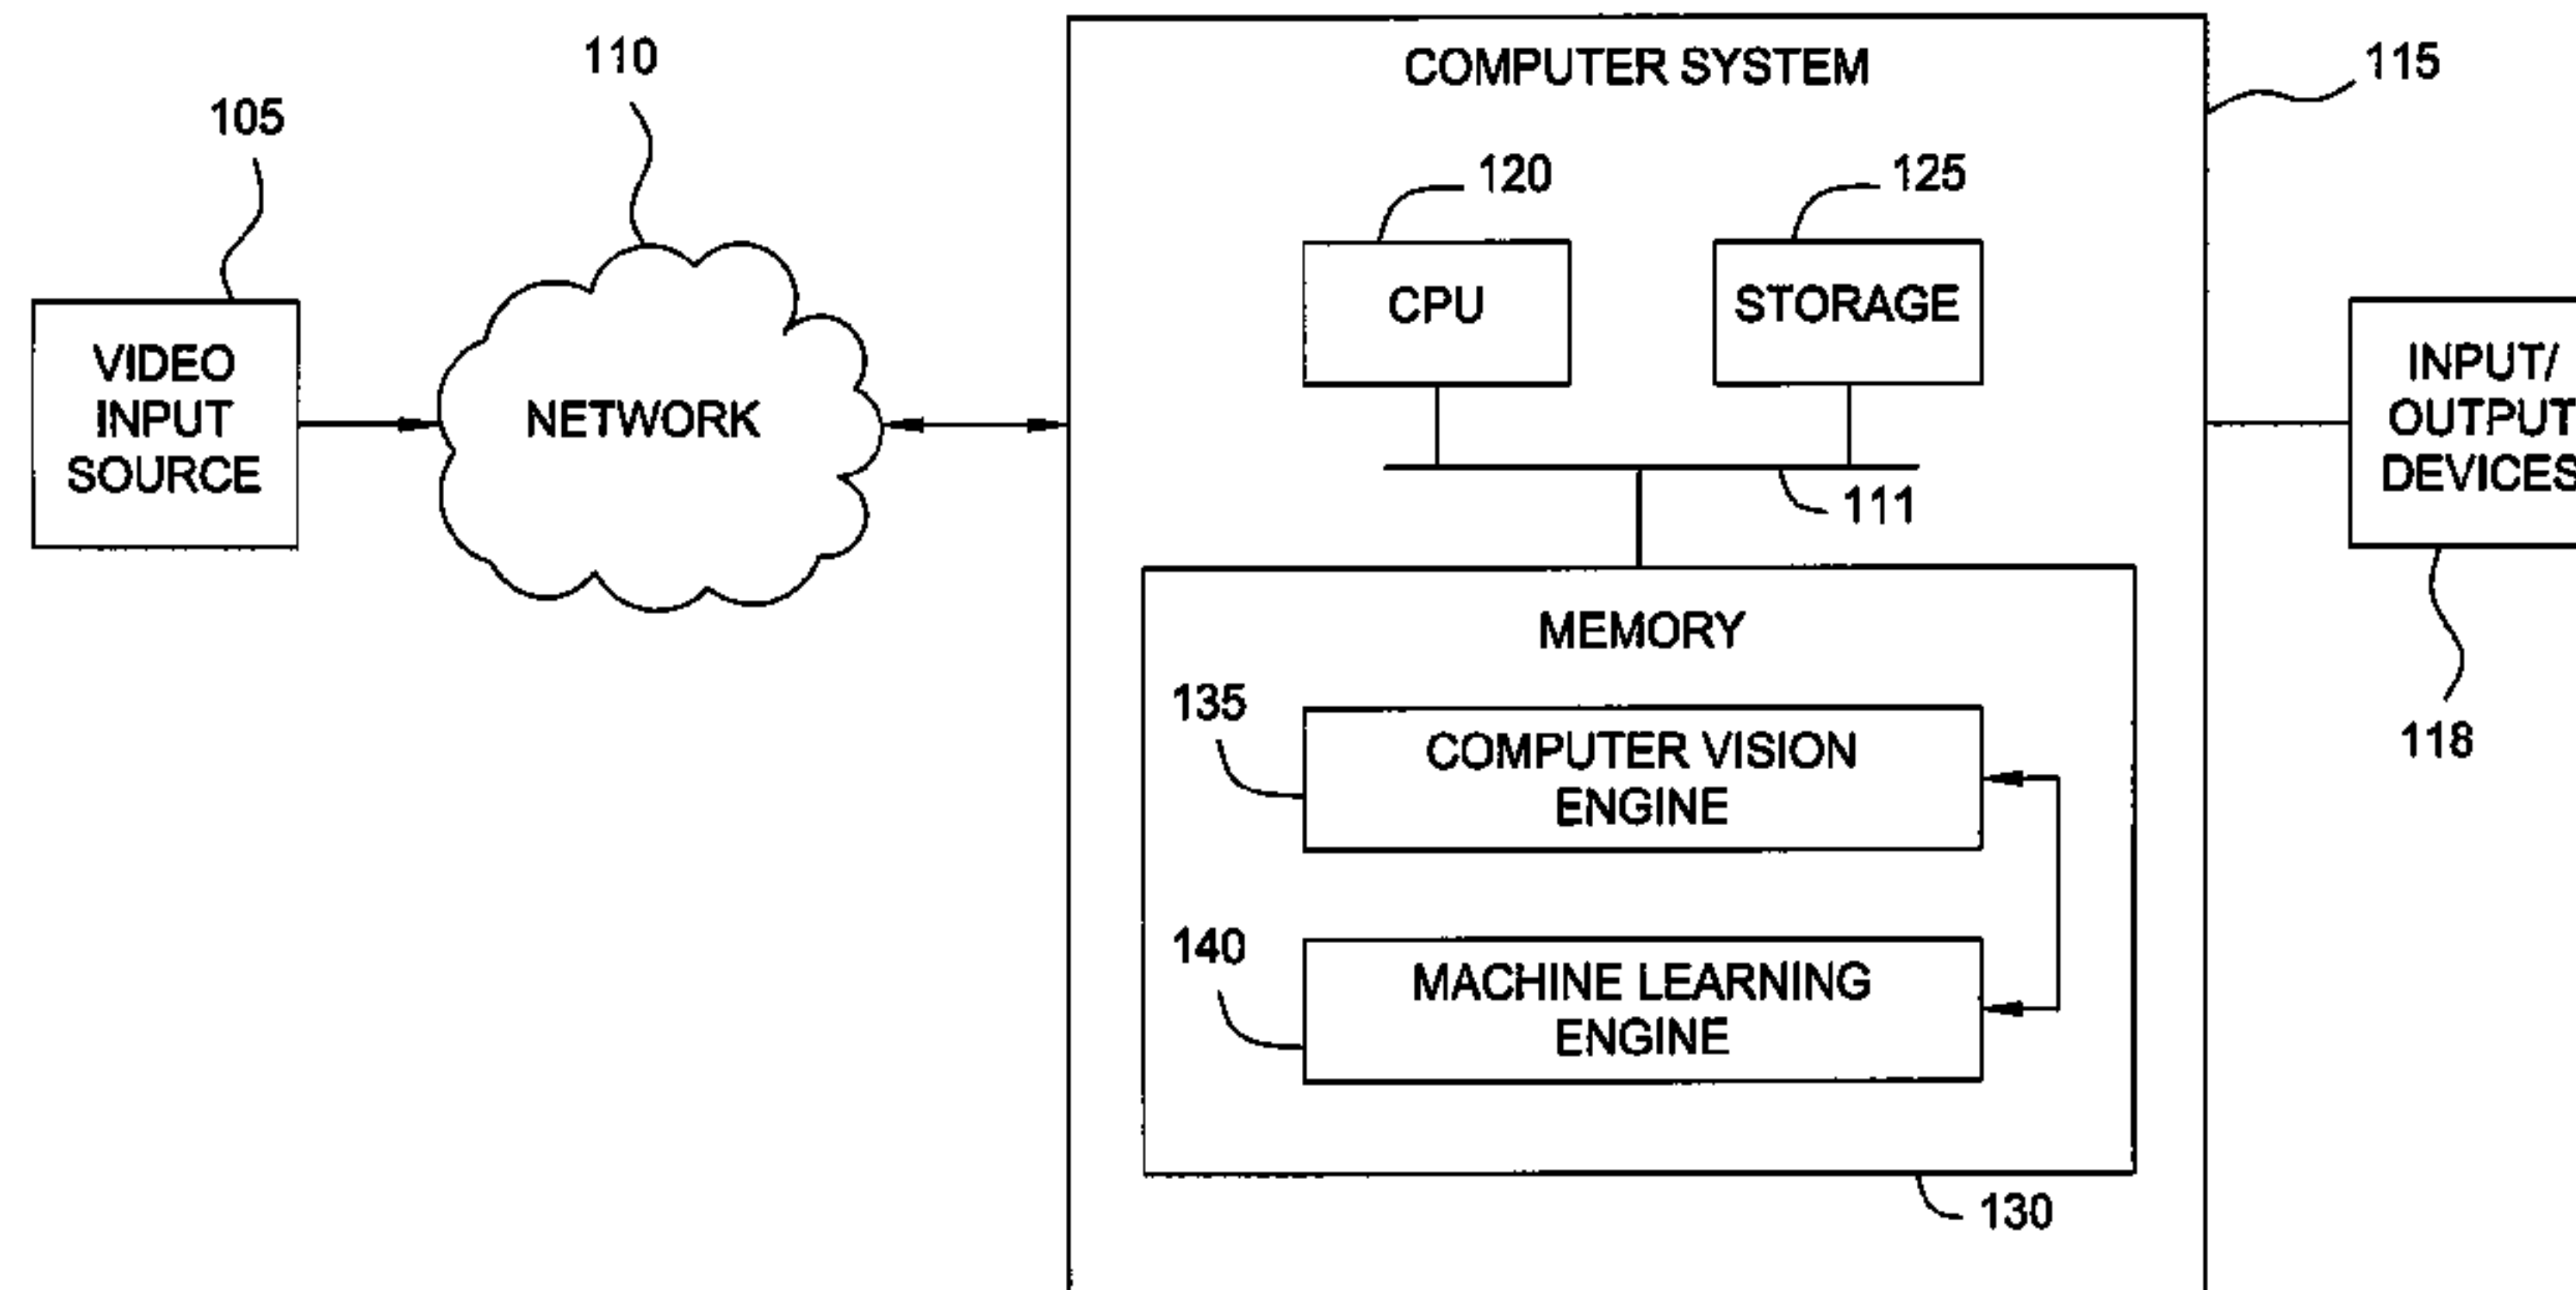 110
COMPUTER SYSTEM
115
105
120
125
CPU
STORAGE
VIDEO
INPUT
SOURCE
NETWORK
INPUT/
OUTPUT
DEVICES
111
MEMORY
135
COMPUTER VISION
ENGINE
118
140
MACHINE LEARNING
ENGINE
130